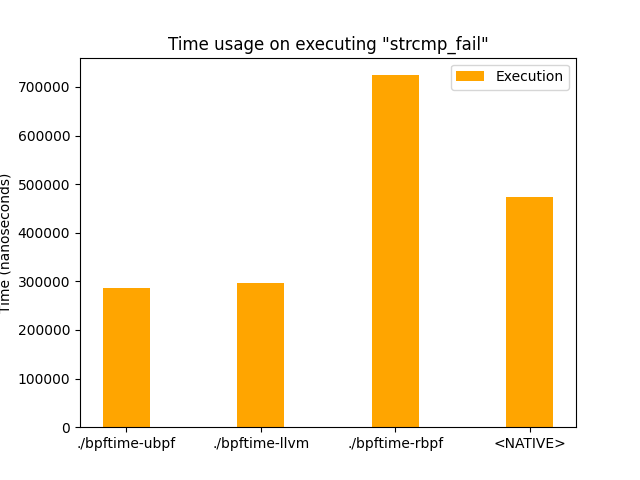 Time usage on executing "strcmp_fail"
Execution
Time (nanoseconds)
700000
600000
500000
400000
300000
200000
100000
0
./bpftime-ubpf
./bpftime-llvm
./bpftime-rbpf
<NATIVE>